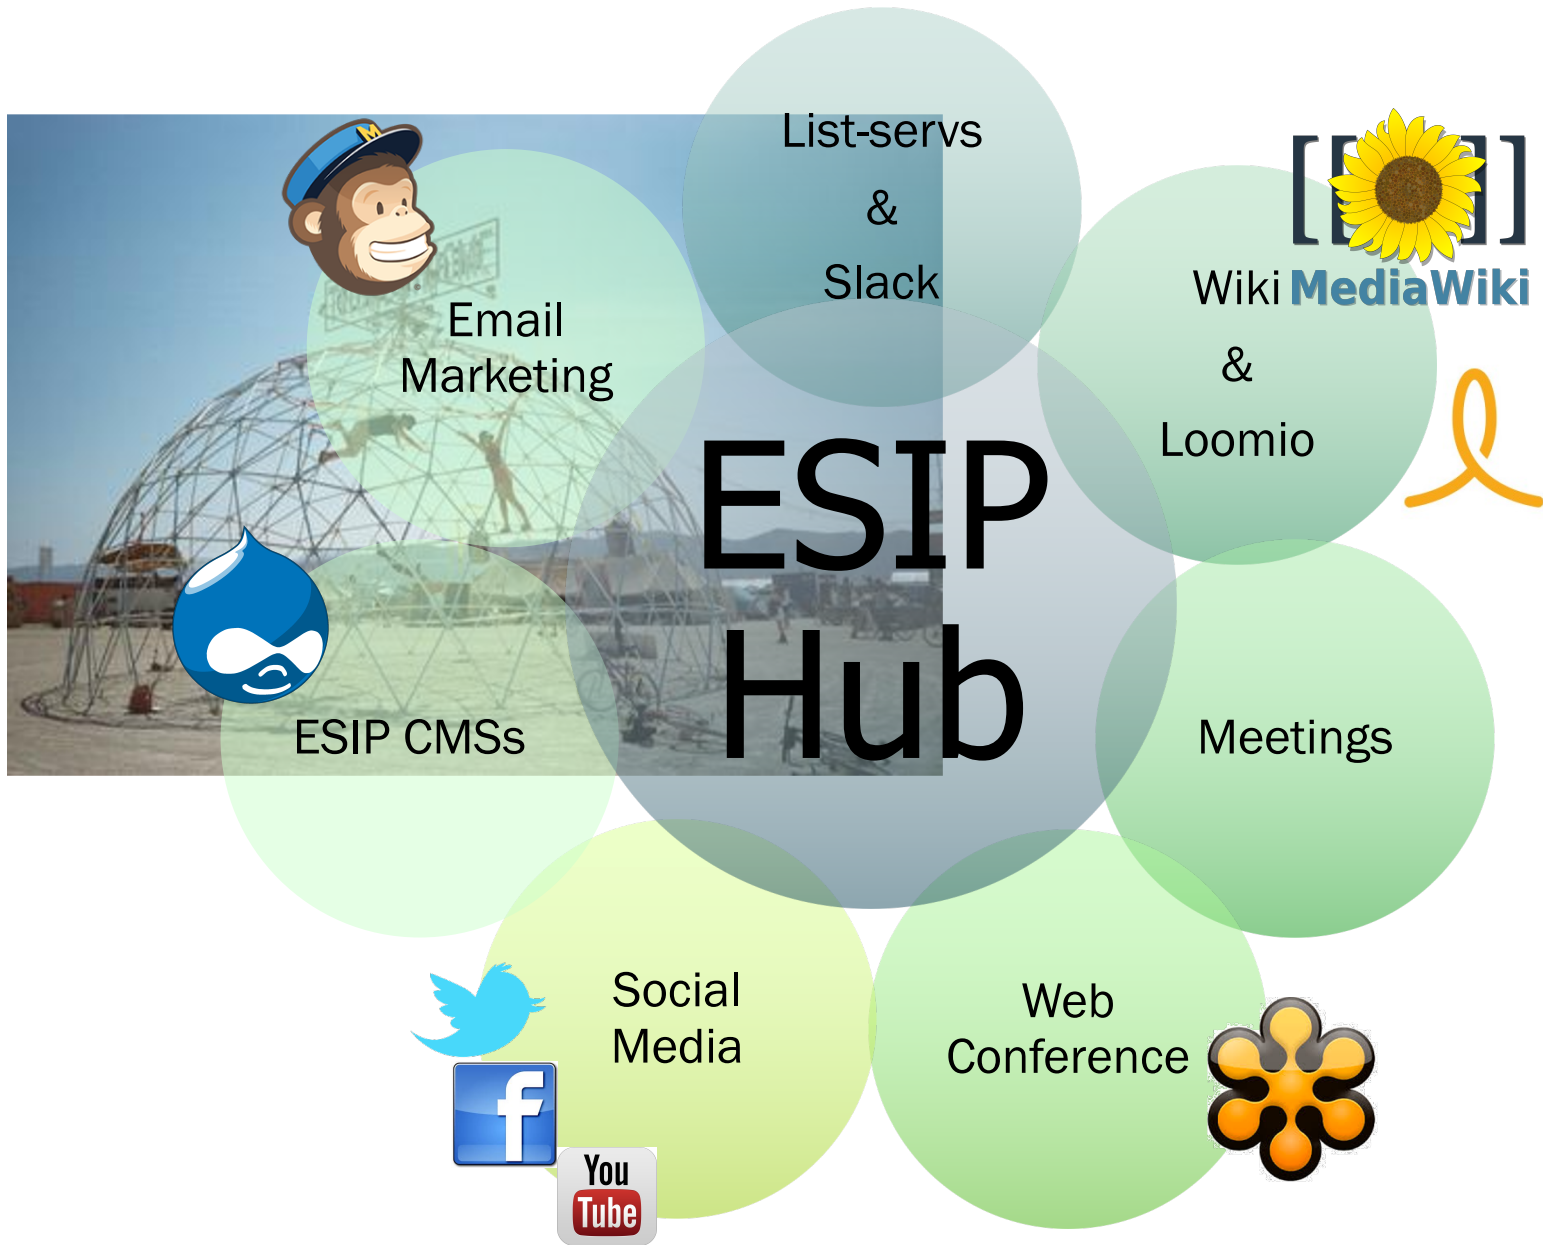 List-servs
&
Slack
Wiki
MediaWiki
&
Loomio
Email
Marketing
M
ESIP
Hub
ESIP CMSs
Meetings
Social
Media
Web
Conference
f
You
Tube